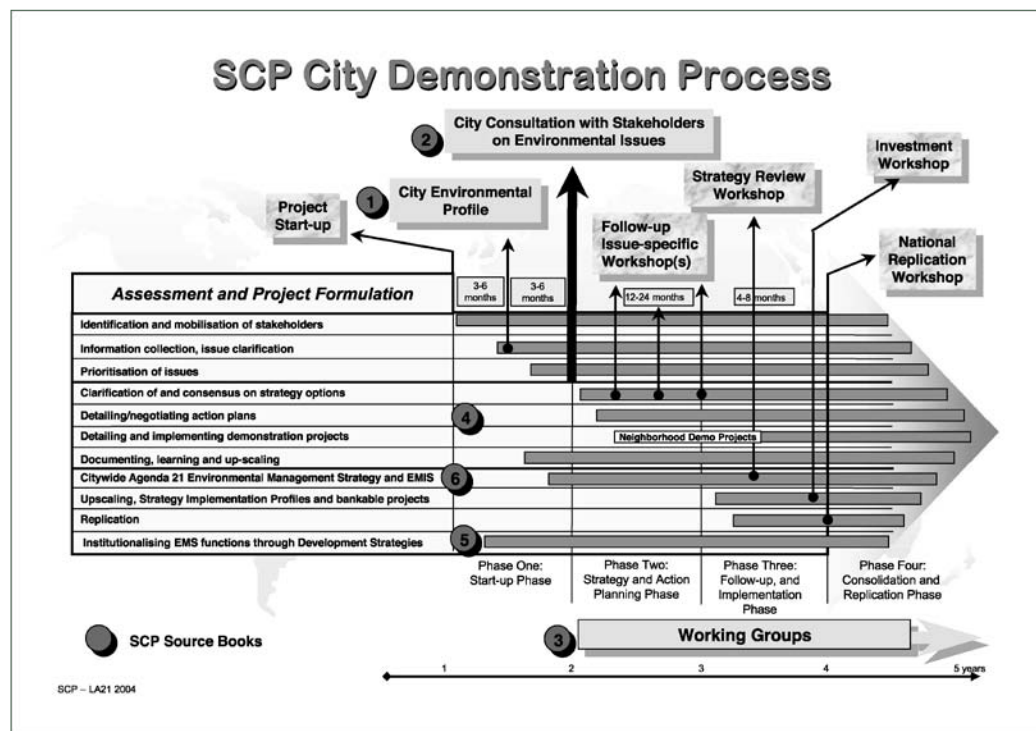 SCP City Demonstration Process
2
City Consultation with Stakeholders
on Environmental Issues
Investment
Workshop
1
City Environmental
Profile
Strategy Review
Workshop
Project
Start-up
Follow-up
Issue-specific
Workshop(s)
National
Replication
Workshop
Assessment and Project Formulation
3-6
months
3-6
months
12-24 months
4-8 months
Identification and mobilisation of stakeholders
Information collection, issue clarification
Prioritisation of issues
Clarification of and consensus on strategy options
Detailing/negotiating action plans
4
Detailing and implementing demonstration projects
Neighborhood Demo Projects
Documenting, learning and up-scaling
Citywide Agenda 21 Environmental Management Strategy and EMIS
6
Upscaling, Strategy Implementation Profiles and bankable projects
Replication
Institutionalising EMS functions through Development Strategies
5
Phase One:
Start-up Phase
Phase Two:
Strategy and Action
Planning Phase
Phase Three:
Follow-up, and
Implementation
Phase
Phase Four:
Consolidation and
Replication Phase
SCP Source Books
3
Working Groups
1
2
3
4
5 years
SCP – LA21 2004